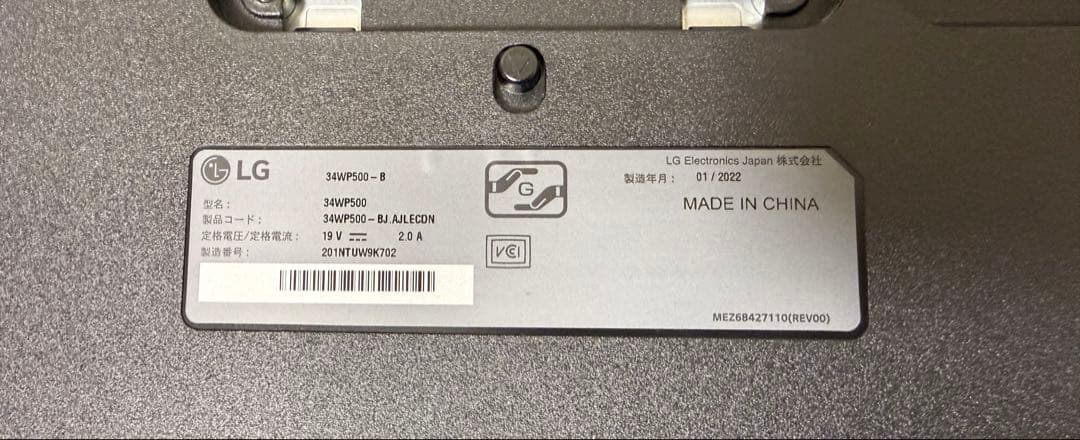 LG
34WP500-B
型名: 34WP500
製品コード: 34WP500-BJ.AJLECDN
定格電圧/定格電流: 19 V ⎓ 2.0 A
製造番号: 201NTUW9K702
G
VCI
LG Electronics Japan 株式会社
製造年月: 01 / 2022
MADE IN CHINA
MEZ68427110(REV00)